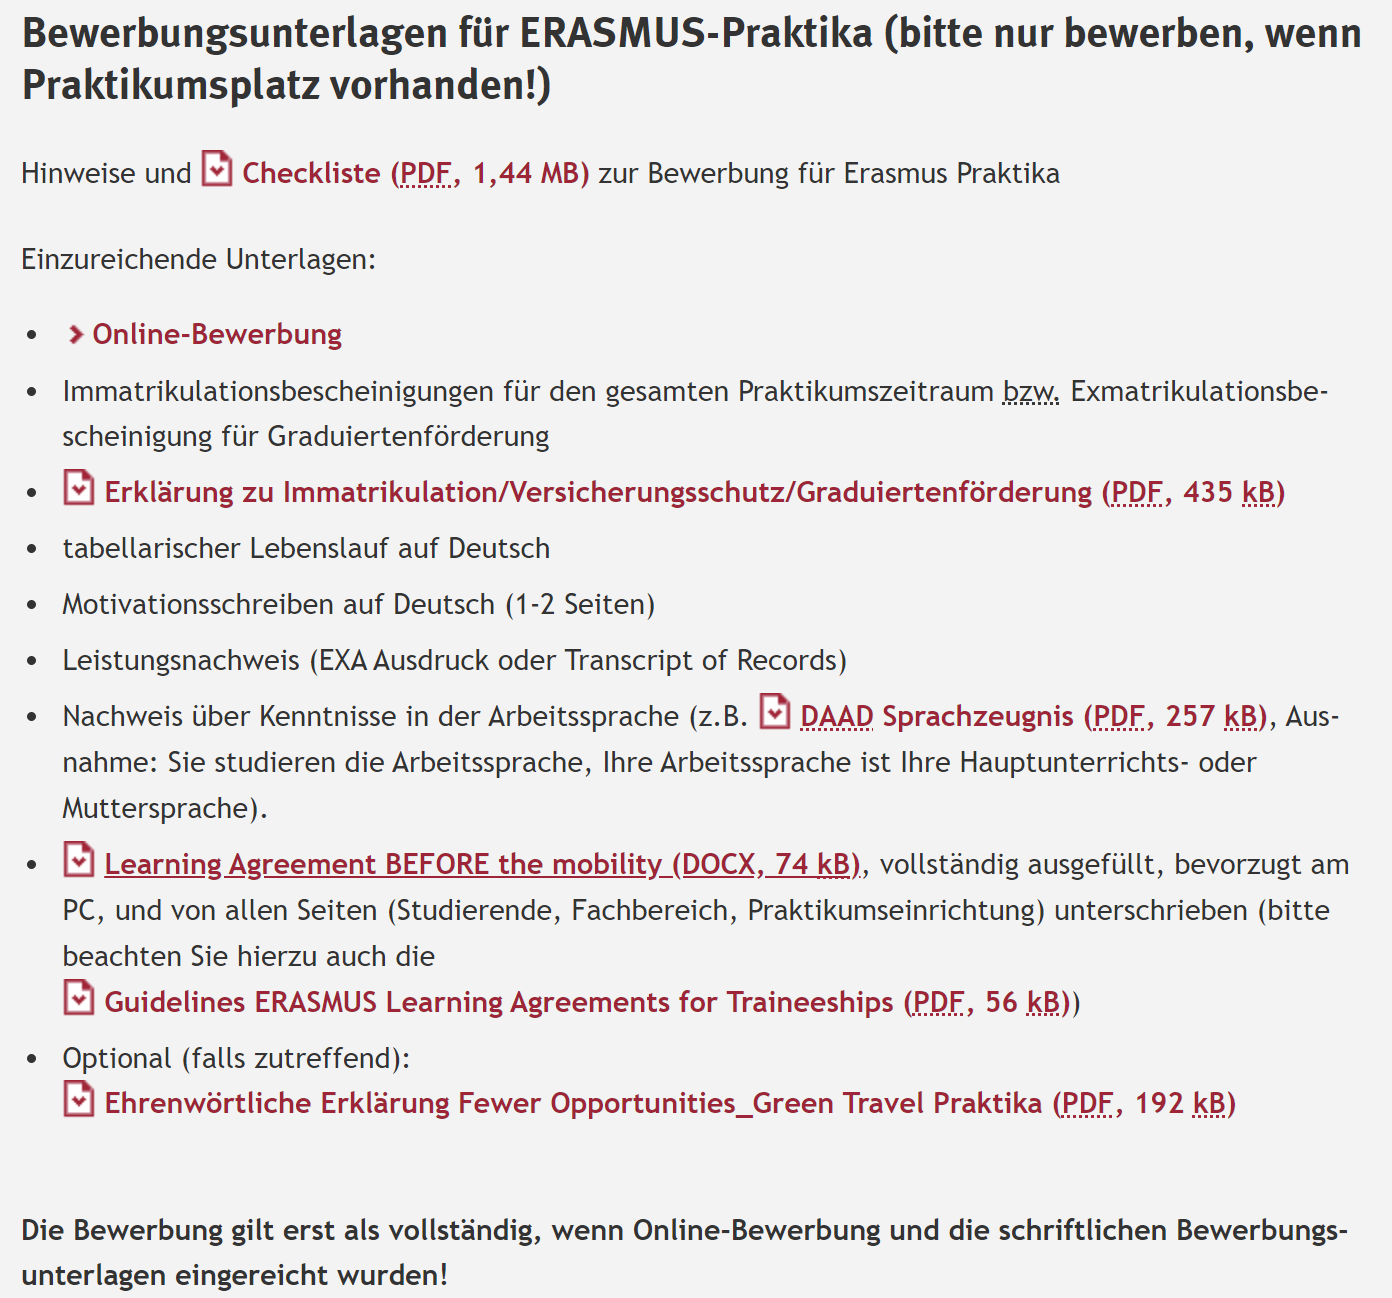 Bewerbungsunterlagen für ERASMUS-Praktika (bitte nur bewerben, wenn
Praktikumsplatz vorhanden!)
Hinweise und Checkliste (PDF, 1,44 MB) zur Bewerbung für Erasmus Praktika
Einzureichende Unterlagen:
• Online-Bewerbung
• Immatrikulationsbescheinigungen für den gesamten Praktikumszeitraum bzw. Exmatrikulationsbe-
scheinigung für Graduiertenförderung
• Erklärung zu Immatrikulation/Versicherungsschutz/Graduiertenförderung (PDF, 435 kB)
• tabellarischer Lebenslauf auf Deutsch
• Motivationsschreiben auf Deutsch (1-2 Seiten)
• Leistungsnachweis (EXA Ausdruck oder Transcript of Records)
• Nachweis über Kenntnisse in der Arbeitssprache (z.B. DAAD Sprachzeugnis (PDF, 257 kB), Aus-
nahme: Sie studieren die Arbeitssprache, Ihre Arbeitssprache ist Ihre Hauptunterrichts- oder
Muttersprache).
• Learning Agreement BEFORE the mobility (DOCX, 74 kB), vollständig ausgefüllt, bevorzugt am
PC, und von allen Seiten (Studierende, Fachbereich, Praktikumseinrichtung) unterschrieben (bitte
beachten Sie hierzu auch die
Guidelines ERASMUS Learning Agreements for Traineeships (PDF, 56 kB))
• Optional (falls zutreffend):
Ehrenwörtliche Erklärung Fewer Opportunities_Green Travel Praktika (PDF, 192 kB)
Die Bewerbung gilt erst als vollständig, wenn Online-Bewerbung und die schriftlichen Bewerbungs-
unterlagen eingereicht wurden!